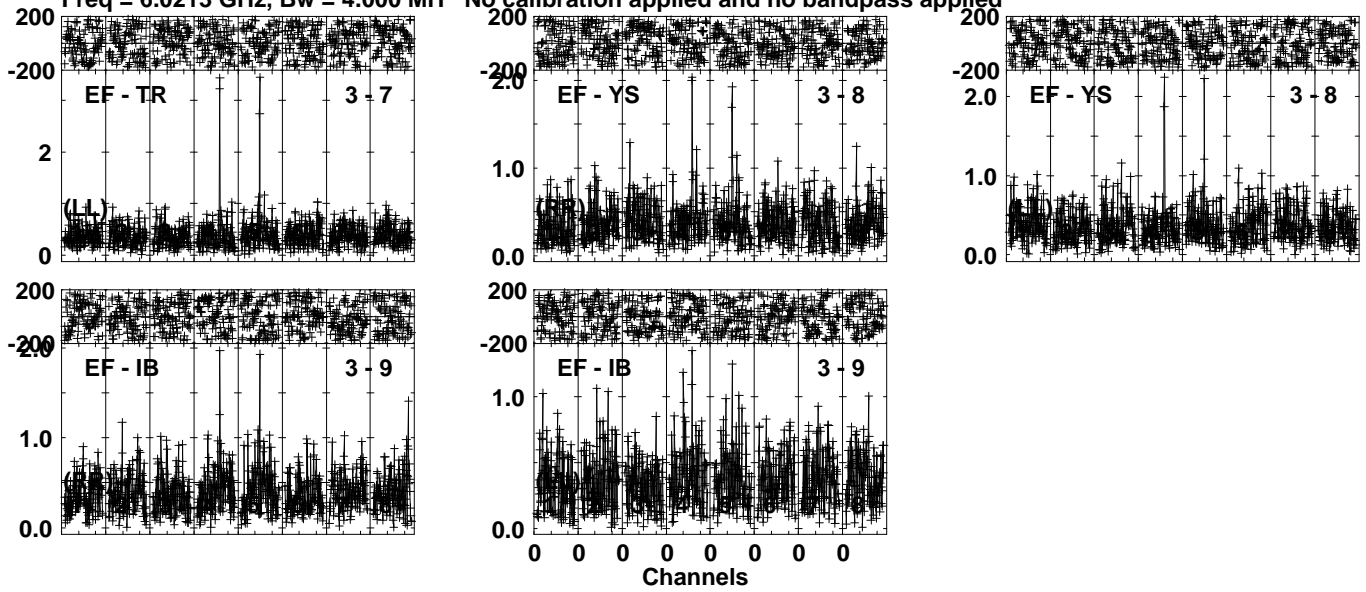 Freq = 6.0213 GHz, Bw = 4.000 MH No calibration applied and no bandpass applied
200
-200
EF - TR 3 - 7
2
(LL)
0
200
-200
2.0
EF - YS 3 - 8
1.0
(RR)
0.0
200
-200
EF - YS 3 - 8
2.0
1.0
0.0
200
-200
2.0
EF - IB 3 - 9
1.0
(RR)
0.0
200
-200
EF - IB 3 - 9
1.0
0.0
0 0 0 0 0 0 0 0
Channels